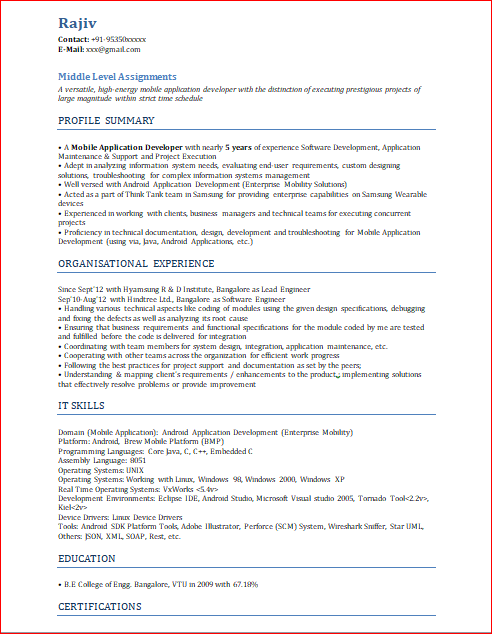 Rajiv
Contact: +91-95350xxxxx
E-Mail: xxx@gmail.com
Middle Level Assignments
A versatile, high-energy mobile application developer with the distinction of executing prestigious projects of
large magnitude within strict time schedule
PROFILE SUMMARY
• A Mobile Application Developer with nearly 5 years of experience Software Development, Application
Maintenance & Support and Project Execution
• Adept in analyzing information system needs, evaluating end-user requirements, custom designing
solutions, troubleshooting for complex information systems management
• Well versed with Android Application Development (Enterprise Mobility Solutions)
• Acted as a part of Think Tank team in Samsung for providing enterprise capabilities on Samsung Wearable
devices
• Experienced in working with clients, business managers and technical teams for executing concurrent
projects
• Proficiency in technical documentation, design, development and troubleshooting for Mobile Application
Development (using via, Java, Android Applications, etc.)
ORGANISATIONAL EXPERIENCE
Since Sept'12 with Hyamsung R & D Institute, Bangalore as Lead Engineer
Sep'10-Aug'12 with Hindtree Ltd., Bangalore as Software Engineer
• Handling various technical aspects like coding of modules using the given design specifications, debugging
and fixing the defects as well as analyzing its root cause
• Ensuring that business requirements and functional specifications for the module coded by me are tested
and fulfilled before the code is delivered for integration
• Coordinating with team members for system design, integration, application maintenance, etc.
• Cooperating with other teams across the organization for efficient work progress
• Following the best practices for project support and documentation as set by the peers;
• Understanding & mapping client's requirements / enhancements to the product,; implementing solutions
that effectively resolve problems or provide improvement
IT SKILLS
Domain (Mobile Application): Android Application Development (Enterprise Mobility)
Platform: Android, Brew Mobile Platform (BMP)
Programming Languages: Core Java, C, C++, Embedded C
Assembly Language: 8051
Operating Systems: UNIX
Operating Systems: Working with Linux, Windows 98, Windows 2000, Windows XP
Real Time Operating Systems: VxWorks <5.4v>
Development Environments: Eclipse IDE, Android Studio, Microsoft Visual studio 2005, Tornado Tool<2.2v>,
Kiel<2v>
Device Drivers: Linux Device Drivers
Tools: Android SDK Platform Tools, Adobe Illustrator, Perforce (SCM) System, Wireshark Sniffer, Star UML,
Others: JSON, XML, SOAP, Rest, etc.
EDUCATION
• B.E College of Engg. Bangalore, VTU in 2009 with 67.18%
CERTIFICATIONS